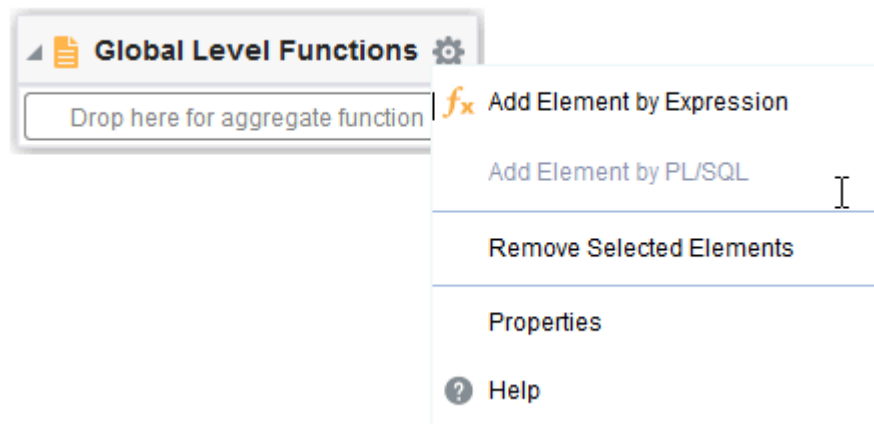 Global Level Functions
Drop here for aggregate function
fx Add Element by Expression
Add Element by PL/SQL
Remove Selected Elements
Properties
? Help